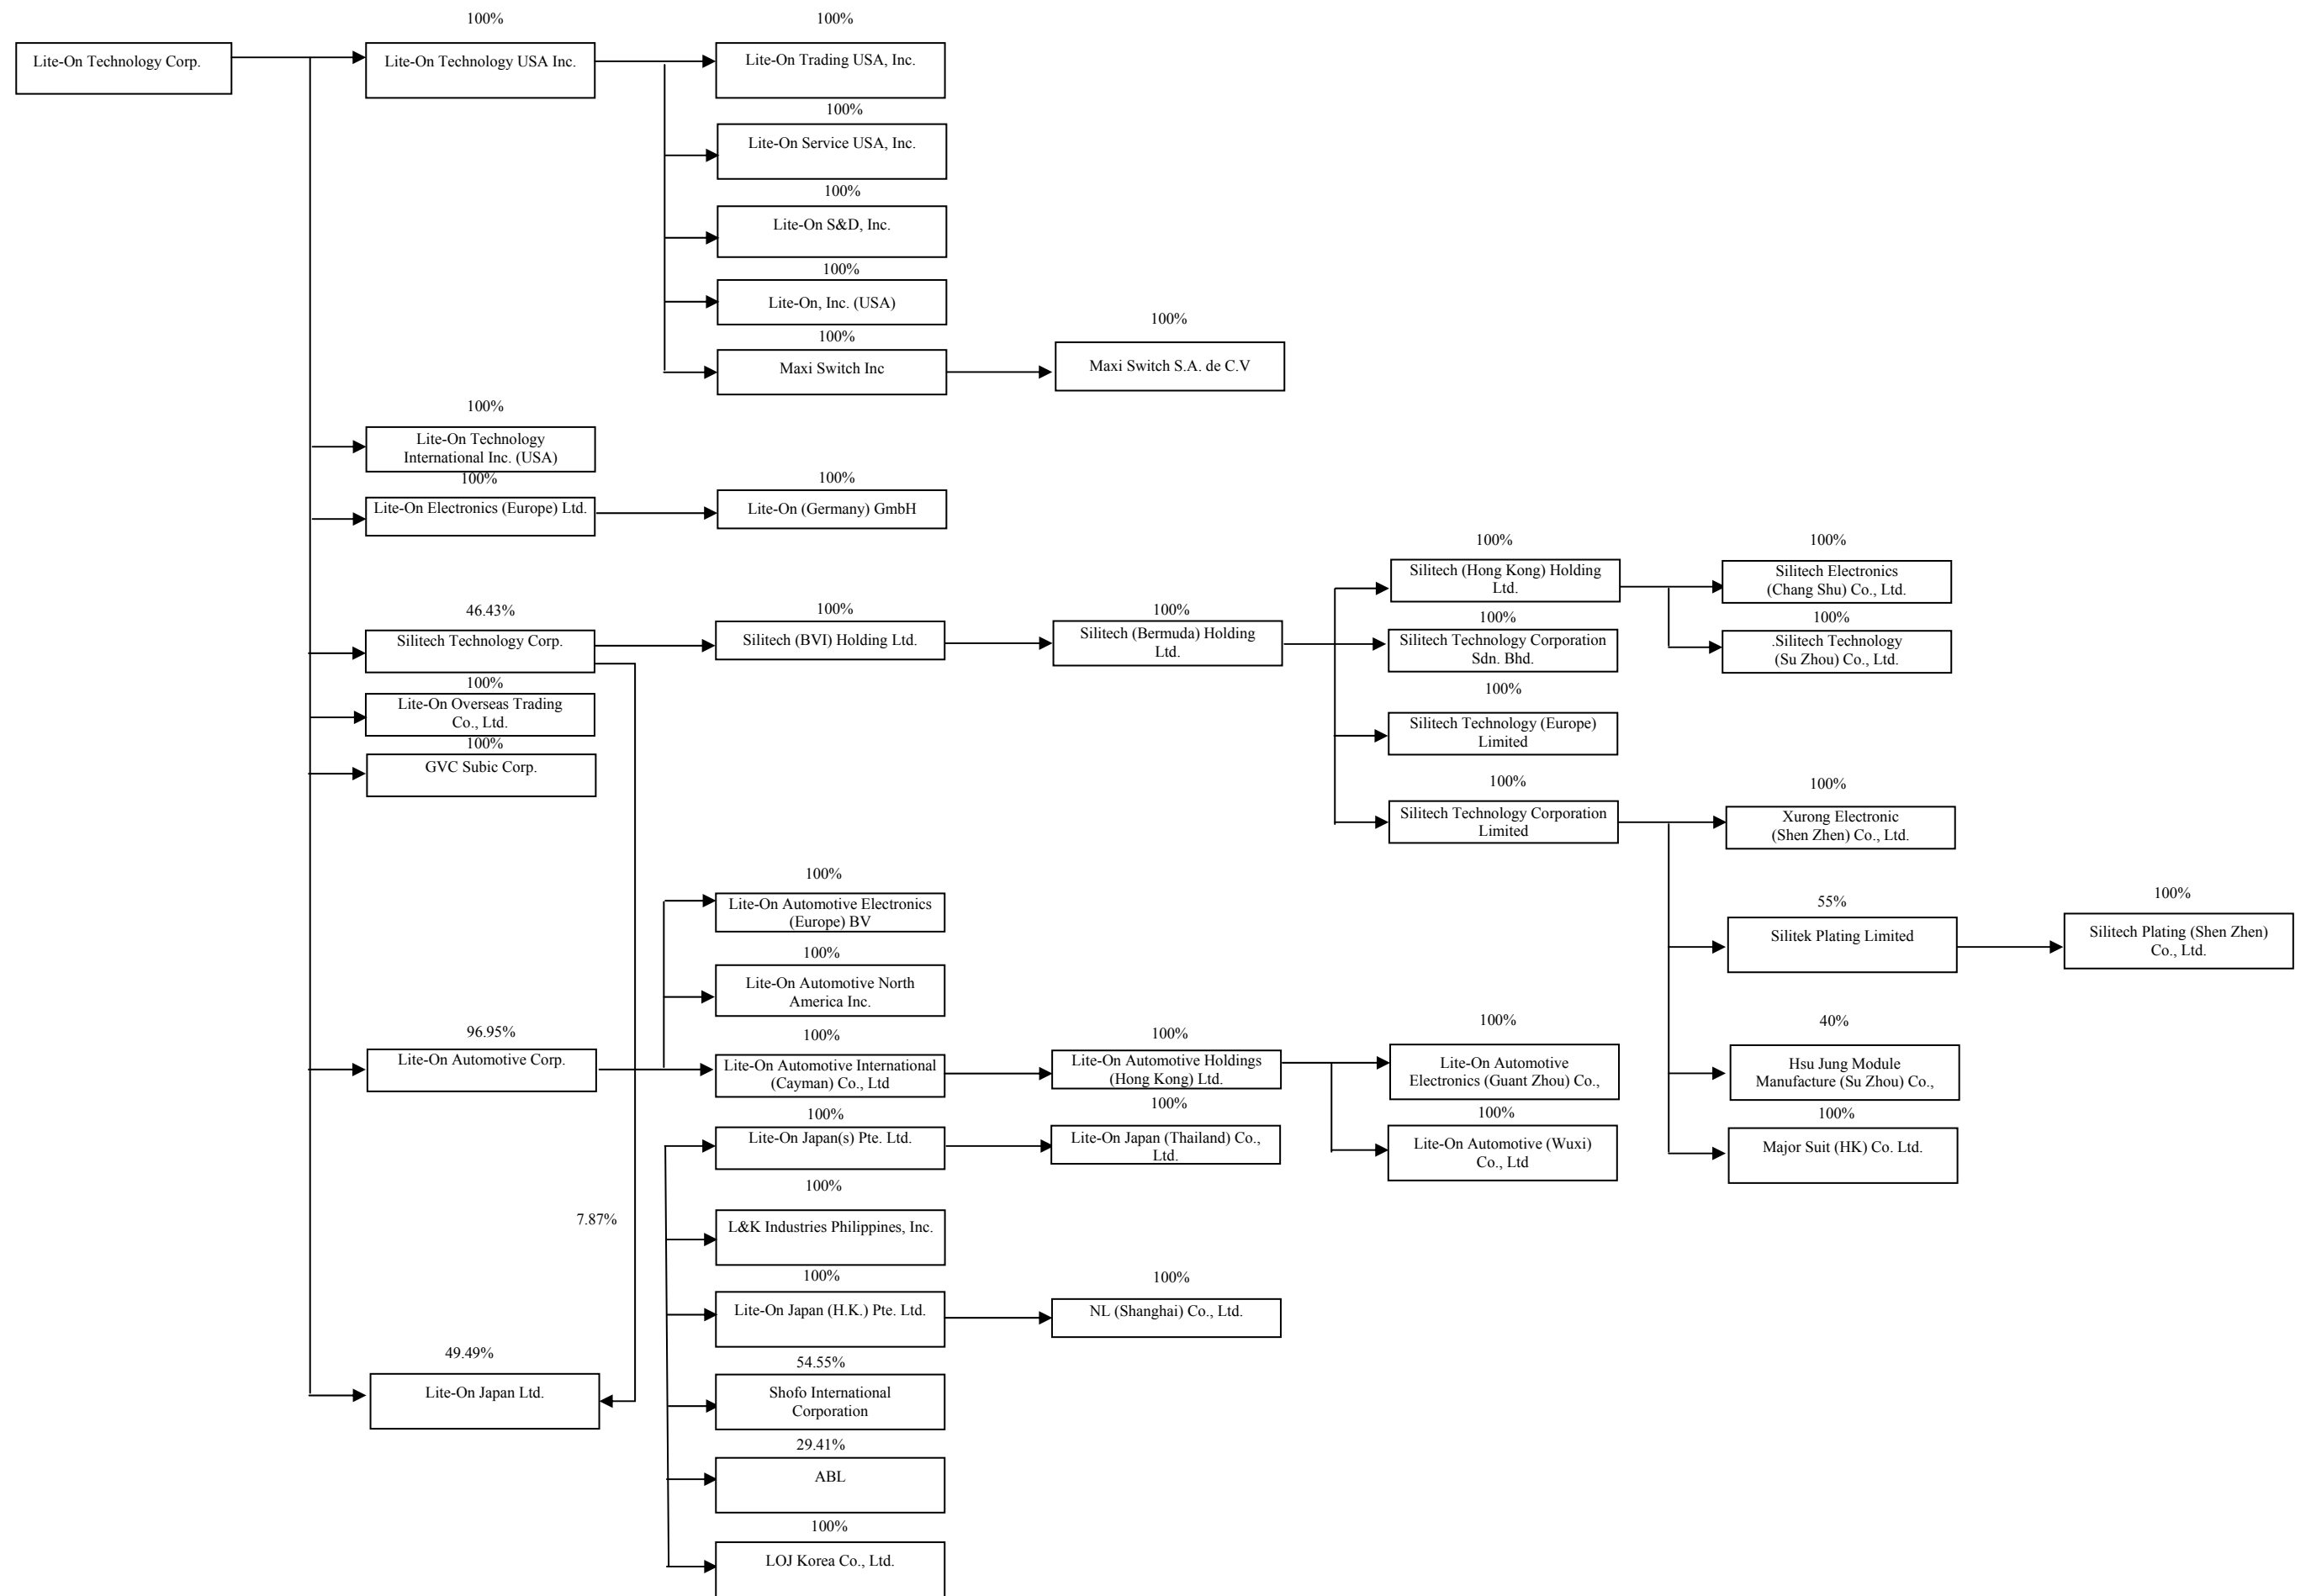 100%
100%
Lite-On Technology Corp.
Lite-On Technology USA Inc.
Lite-On Trading USA, Inc.
100%
Lite-On Service USA, Inc.
100%
Lite-On S&D, Inc.
100%
Lite-On, Inc. (USA)
100%
100%
Maxi Switch Inc
Maxi Switch S.A. de C.V
100%
Lite-On Technology
International Inc. (USA)
100%
100%
Lite-On Electronics (Europe) Ltd.
Lite-On (Germany) GmbH
100%
100%
Silitech (Hong Kong) Holding
Ltd.
Silitech Electronics
(Chang Shu) Co., Ltd.
46.43%
100%
100%
100%
100%
Silitech Technology Corp.
Silitech (BVI) Holding Ltd.
Silitech (Bermuda) Holding
Ltd.
Silitech Technology Corporation
Sdn. Bhd.
.Silitech Technology
(Su Zhou) Co., Ltd.
100%
Lite-On Overseas Trading
Co., Ltd.
100%
Silitech Technology (Europe)
Limited
100%
GVC Subic Corp.
100%
100%
Silitech Technology Corporation
Limited
Xurong Electronic
(Shen Zhen) Co., Ltd.
100%
Lite-On Automotive Electronics
(Europe) BV
55%
100%
Silitek Plating Limited
Silitech Plating (Shen Zhen)
Co., Ltd.
100%
Lite-On Automotive North
America Inc.
96.95%
100%
100%
100%
40%
Lite-On Automotive Corp.
Lite-On Automotive International
(Cayman) Co., Ltd
Lite-On Automotive Holdings
(Hong Kong) Ltd.
Lite-On Automotive
Electronics (Guant Zhou) Co.,
Hsu Jung Module
Manufacture (Su Zhou) Co.,
100%
100%
100%
100%
Lite-On Japan(s) Pte. Ltd.
Lite-On Japan (Thailand) Co.,
Ltd.
Lite-On Automotive (Wuxi)
Co., Ltd
Major Suit (HK) Co. Ltd.
100%
7.87%
L&K Industries Philippines, Inc.
100%
100%
Lite-On Japan (H.K.) Pte. Ltd.
NL (Shanghai) Co., Ltd.
49.49%
54.55%
Lite-On Japan Ltd.
Shofo International
Corporation
29.41%
ABL
100%
LOJ Korea Co., Ltd.